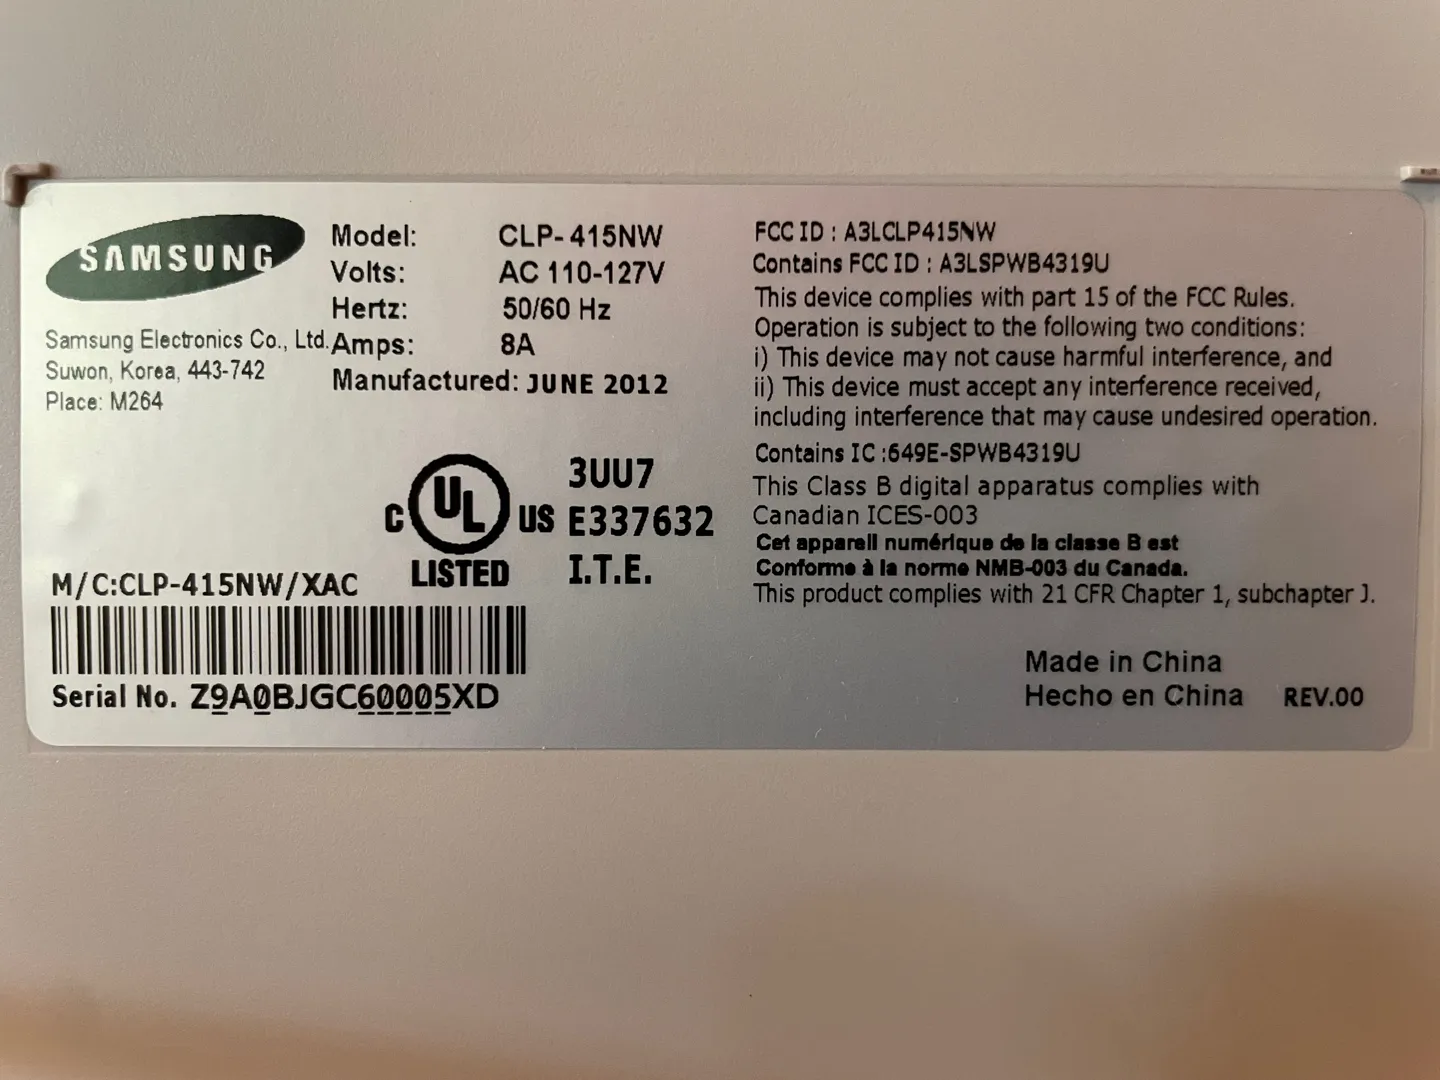 SAMSUNG
Samsung Electronics Co., Ltd.
Suwon, Korea, 443-742
Place: M264
Model: CLP- 415NW
Volts: AC 110-127V
Hertz: 50/60 Hz
Amps: 8A
Manufactured: JUNE 2012
C UL US
LISTED
3UU7
E337632
I.T.E.
M/C:CLP-415NW/XAC
Serial No. Z9A0BJGC60005XD
FCC ID : A3LCLP415NW
Contains FCC ID : A3LSPWB4319U
This device complies with part 15 of the FCC Rules.
Operation is subject to the following two conditions:
i) This device may not cause harmful interference, and
ii) This device must accept any interference received,
including interference that may cause undesired operation.
Contains IC :649E-SPWB4319U
This Class B digital apparatus complies with
Canadian ICES-003
Cet appareil numérique de la classe B est
Conforme à la norme NMB-003 du Canada.
This product complies with 21 CFR Chapter 1, subchapter J.
Made in China
Hecho en China REV.00